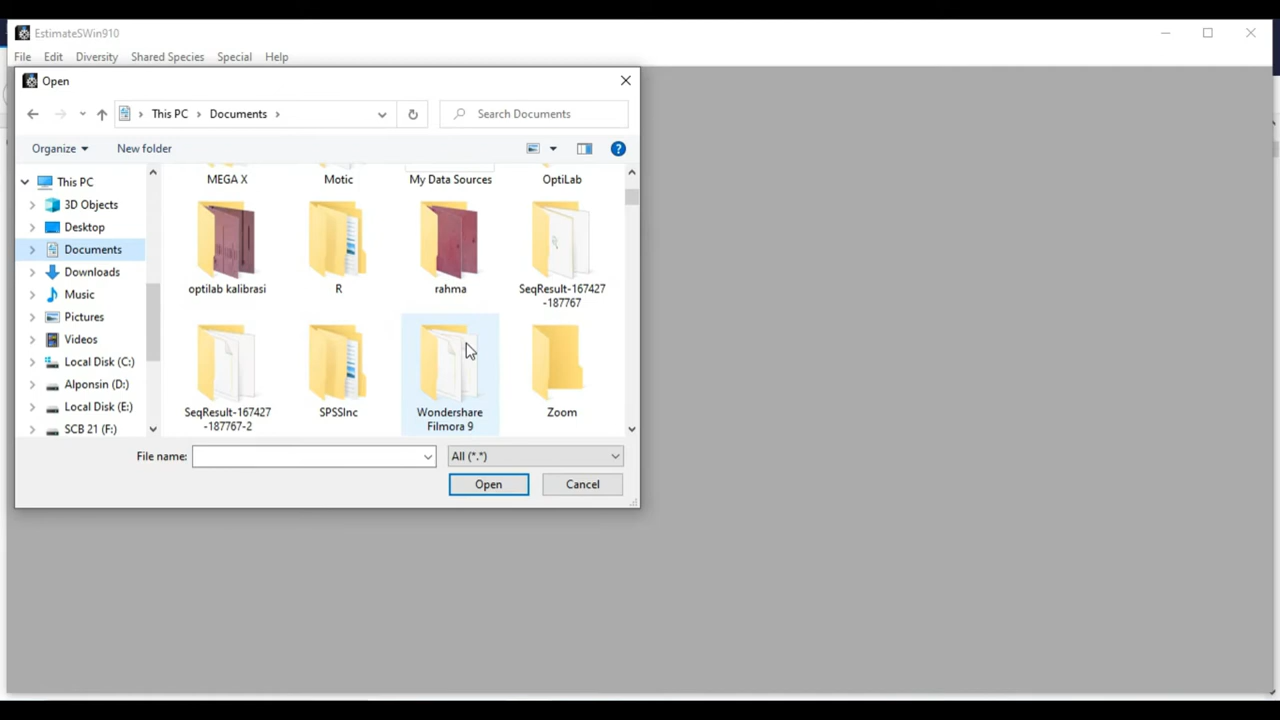 EstimateSWin910
File Edit Diversity Shared Species Special Help
Open
This PC Documents
Search Documents
Organize New folder
This PC
3D Objects
Desktop
Documents
Downloads
Music
Pictures
Videos
Local Disk (C:)
Alponsin (D:)
Local Disk (E:)
SCB 21 (F:)
MEGA X Motic My Data Sources OptiLab
optilab kalibrasi R rahma SeqResult-167427
-187767
SeqResult-167427 SPSSInc Wondershare Zoom
-187767-2 Filmora 9
File name: All (*.*)
Open Cancel